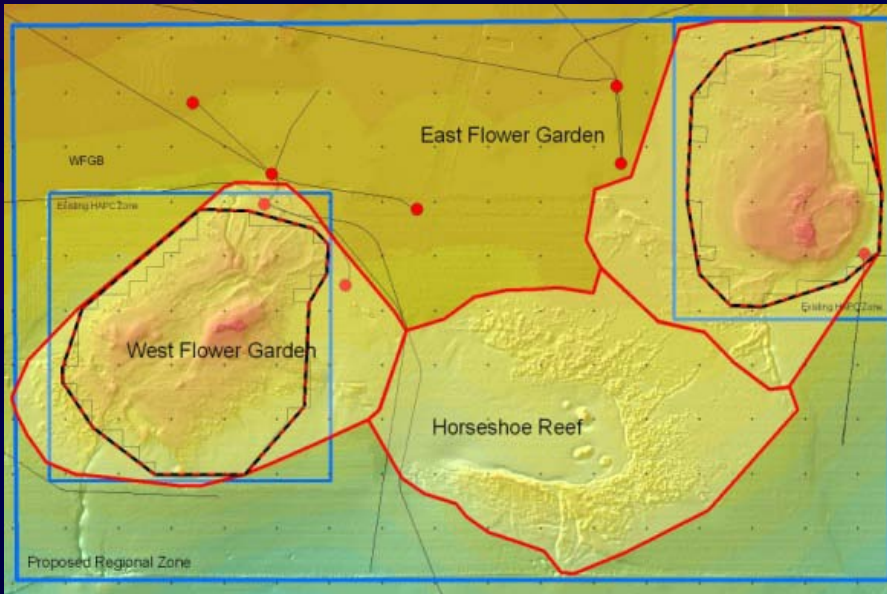 East Flower Garden
WFGB
Existing HAPC Zone
Existing HAPC Zone
West Flower Garden
Horseshoe Reef
Proposed Regional Zone